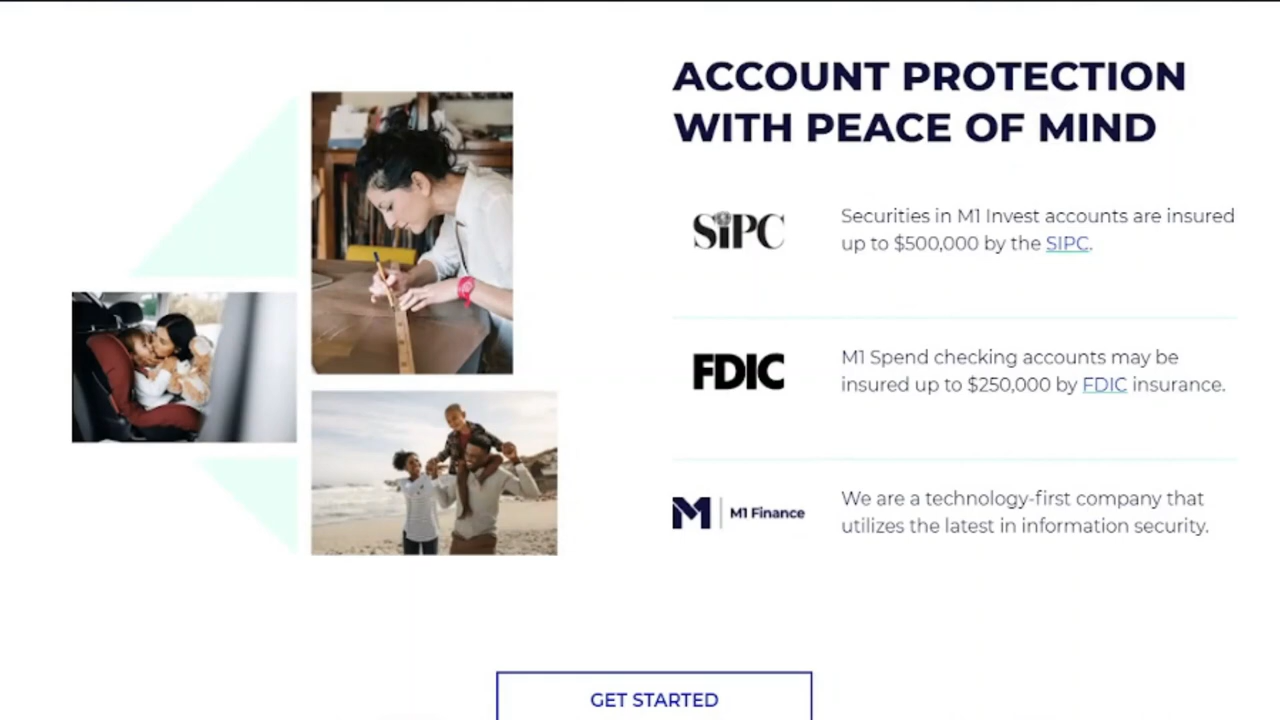 ACCOUNT PROTECTION
WITH PEACE OF MIND
SiPC
Securities in M1 Invest accounts are insured
up to $500,000 by the SIPC.
FDIC
M1 Spend checking accounts may be
insured up to $250,000 by FDIC insurance.
M1 Finance
We are a technology-first company that
utilizes the latest in information security.
GET STARTED